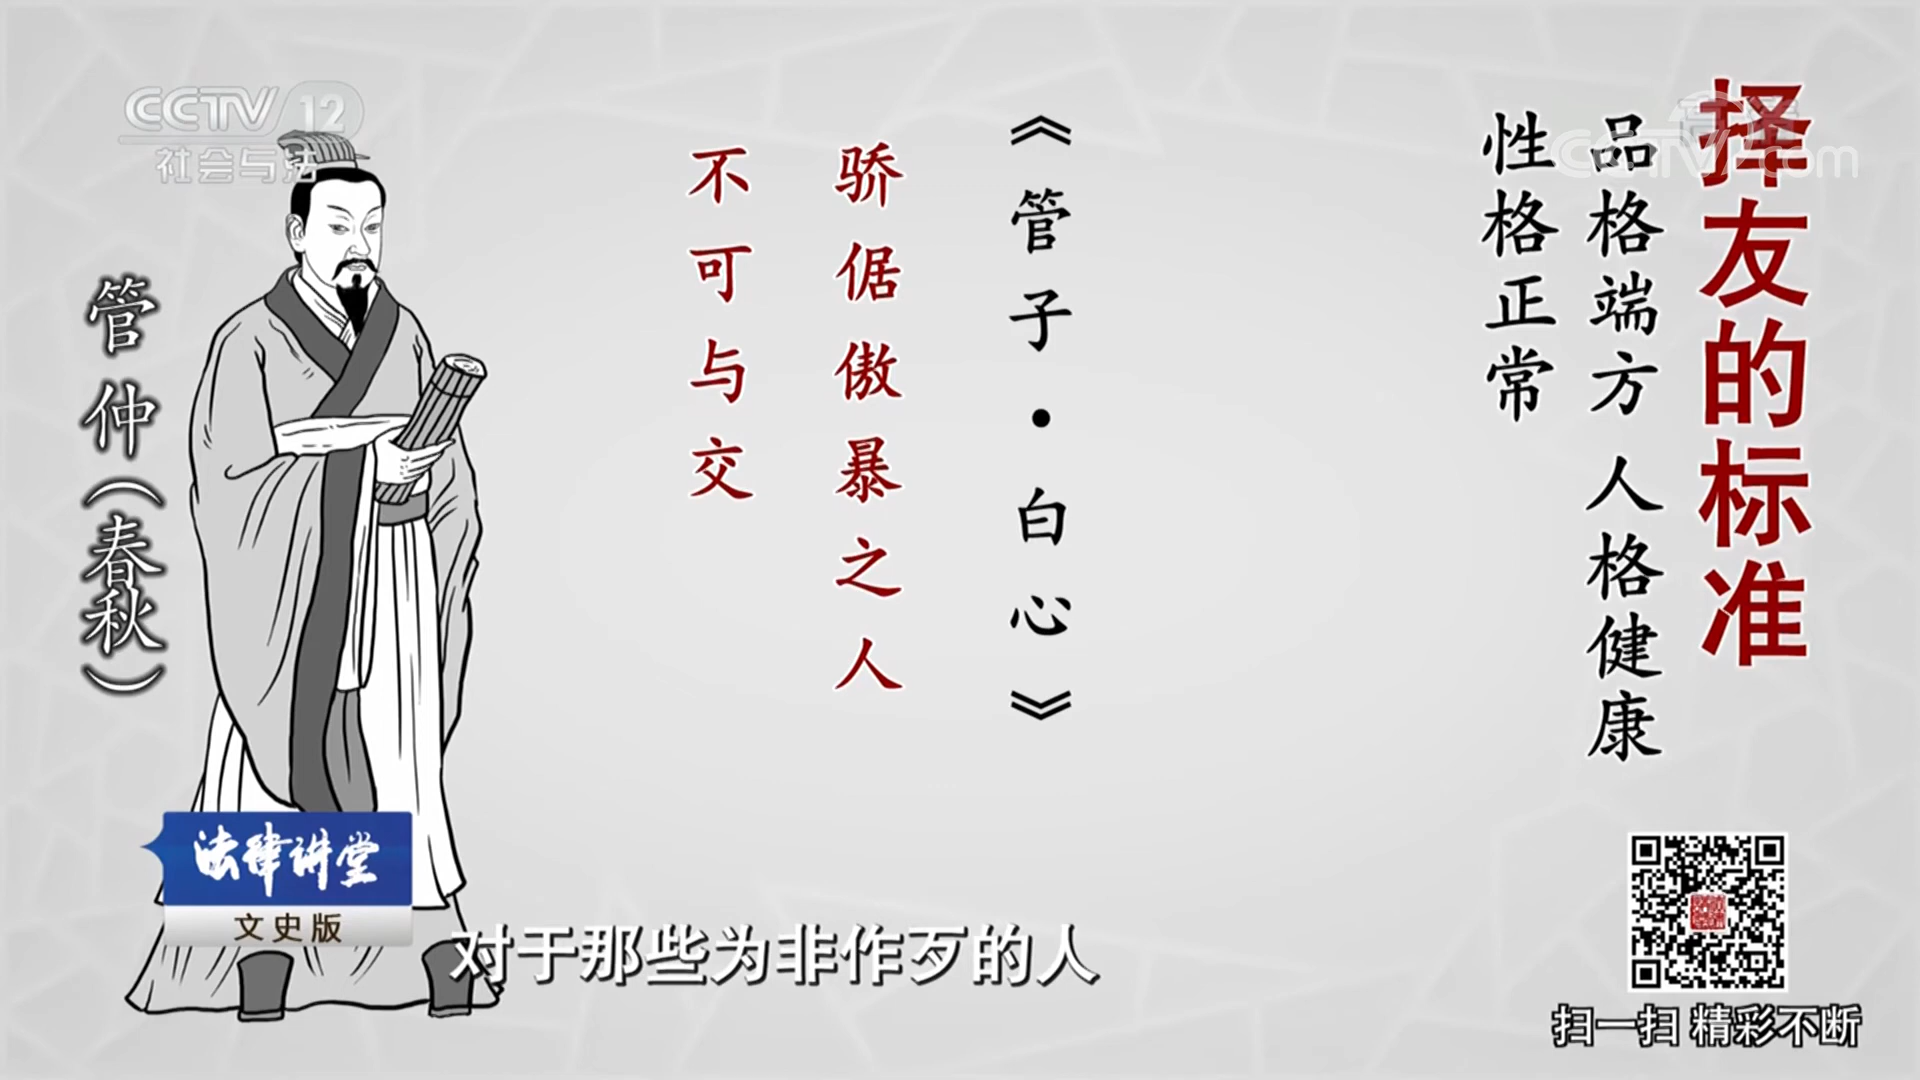 CCTV 12
社会与法
择友的标准
品格端方 人格健康
性格正常
《管子·白心》
骄倨傲暴之人
不可与交
管仲(春秋)
法律讲堂
文史版
对于那些为非作歹的人
扫一扫 精彩不断